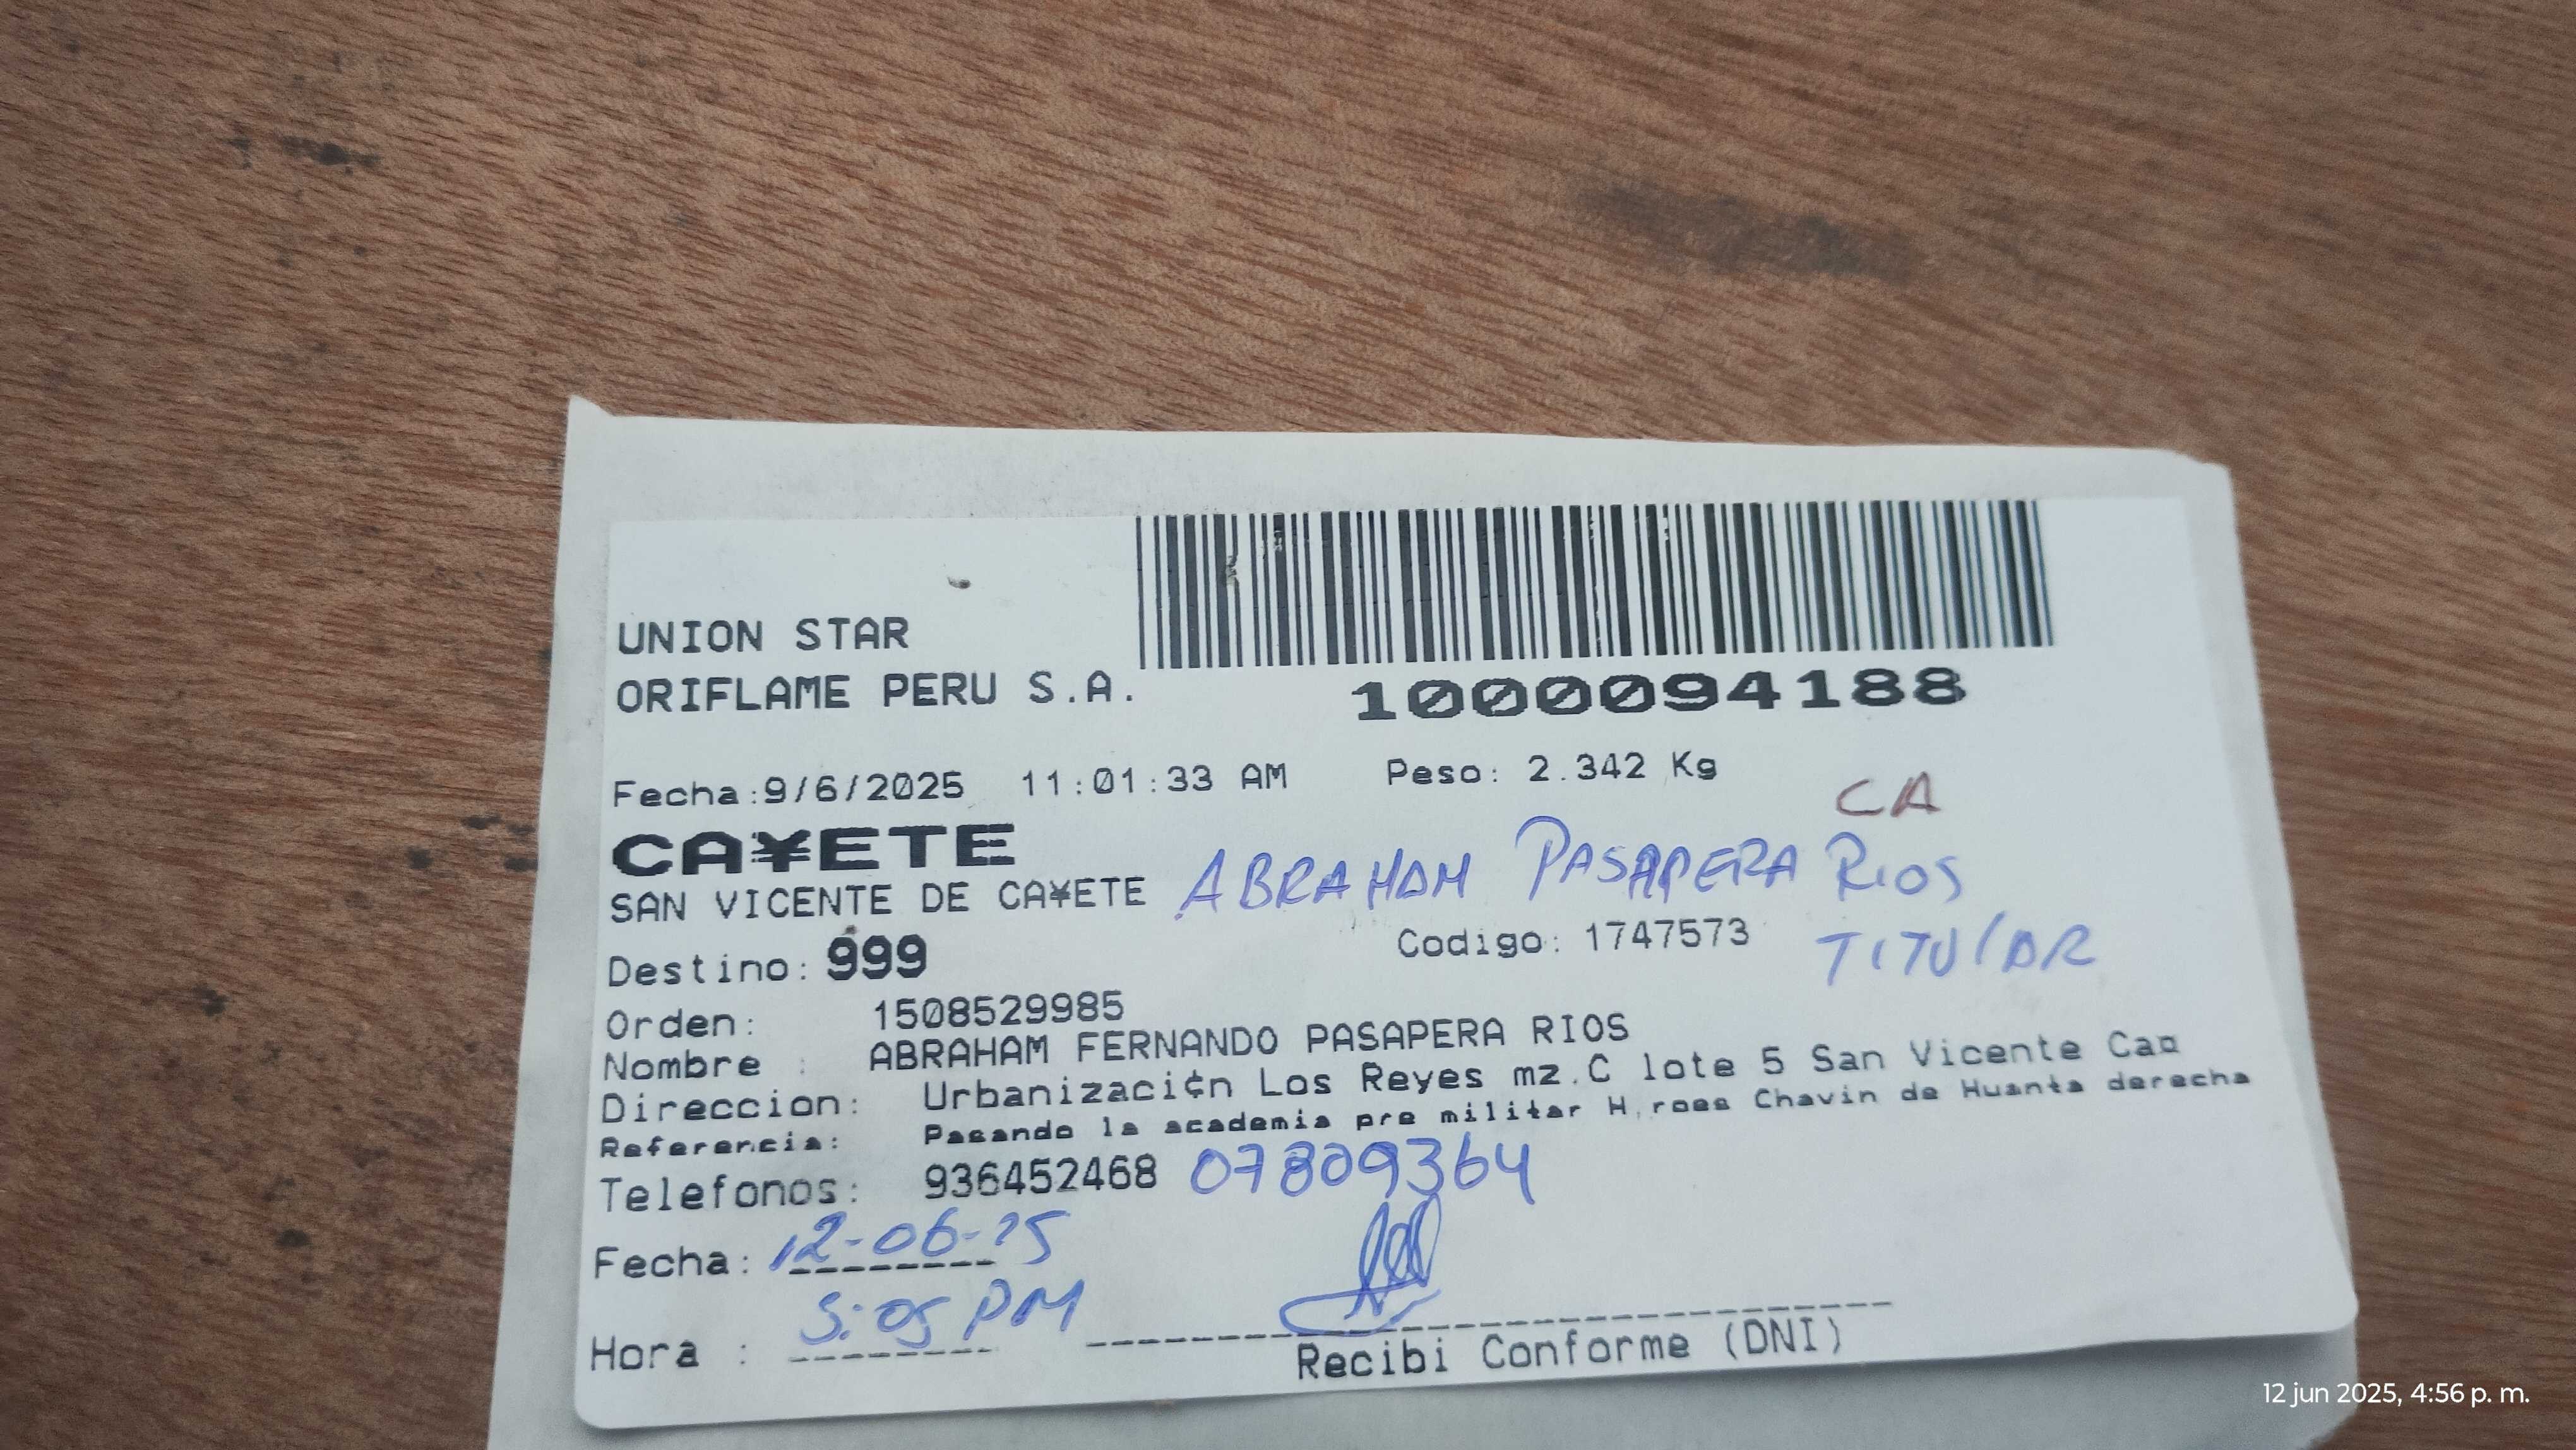 UNION STAR
ORIFLAME PERU S.A.
1000094188
Fecha:9/6/2025 11:01:33 AM Peso: 2.342 Kg
CA
CA¥ETE
SAN VICENTE DE CA¥ETE ABRAHAM PASAPERA RIOS
Destino: 999 Codigo: 1747573 TITULAR
Orden: 1508529985
Nombre : ABRAHAM FERNANDO PASAPERA RIOS
Direccion: Urbanizaci¢n Los Reyes mz.C lote 5 San Vicente Ca¤
Referencia: Pasando la academia pre militar H,roes Chavin de Huanta derecha
Telefonos: 936452468 07809364
Fecha: 12-06-25
Hora : 5:05 PM
Recibi Conforme (DNI)
12 jun 2025, 4:56 p. m.